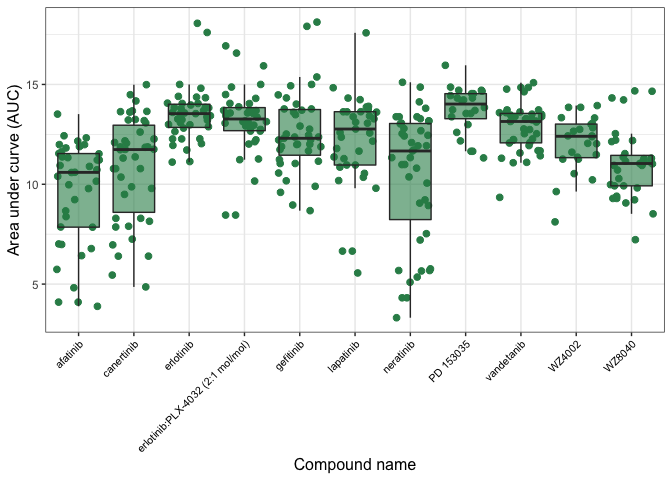 Area under curve (AUC)
15
10
5
afatinib
canertinib
erlotinib
erlotinib:PLX-4032 (2:1 mol/mol)
gefitinib
lapatinib
neratinib
PD 153035
vandetanib
WZ4002
WZ8040
Compound name